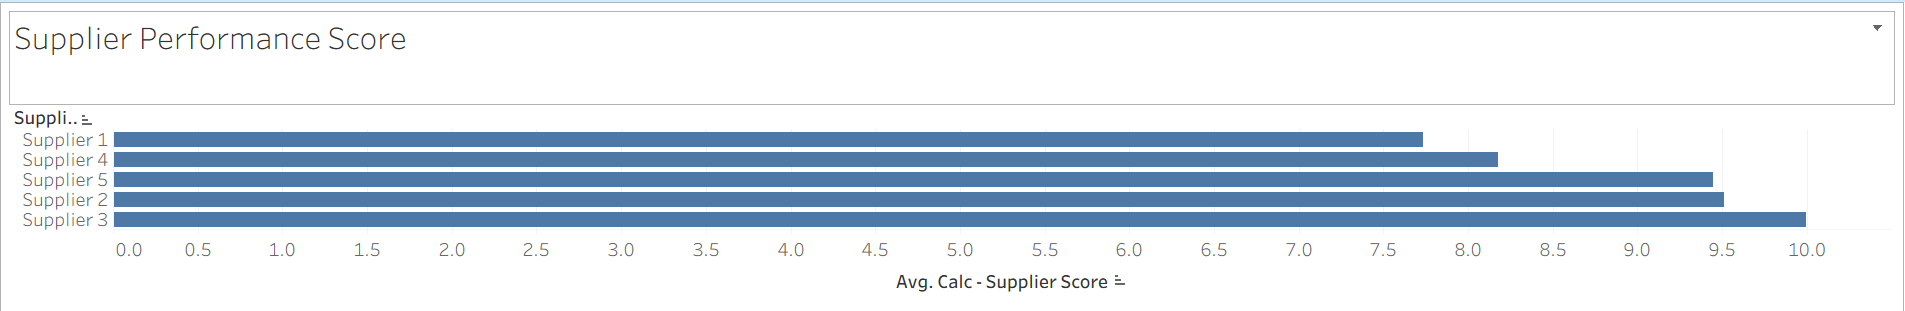 Supplier Performance Score
Suppli..
Supplier 1
Supplier 4
Supplier 5
Supplier 2
Supplier 3
0.0 0.5 1.0 1.5 2.0 2.5 3.0 3.5 4.0 4.5 5.0 5.5 6.0 6.5 7.0 7.5 8.0 8.5 9.0 9.5 10.0
Avg. Calc - Supplier Score